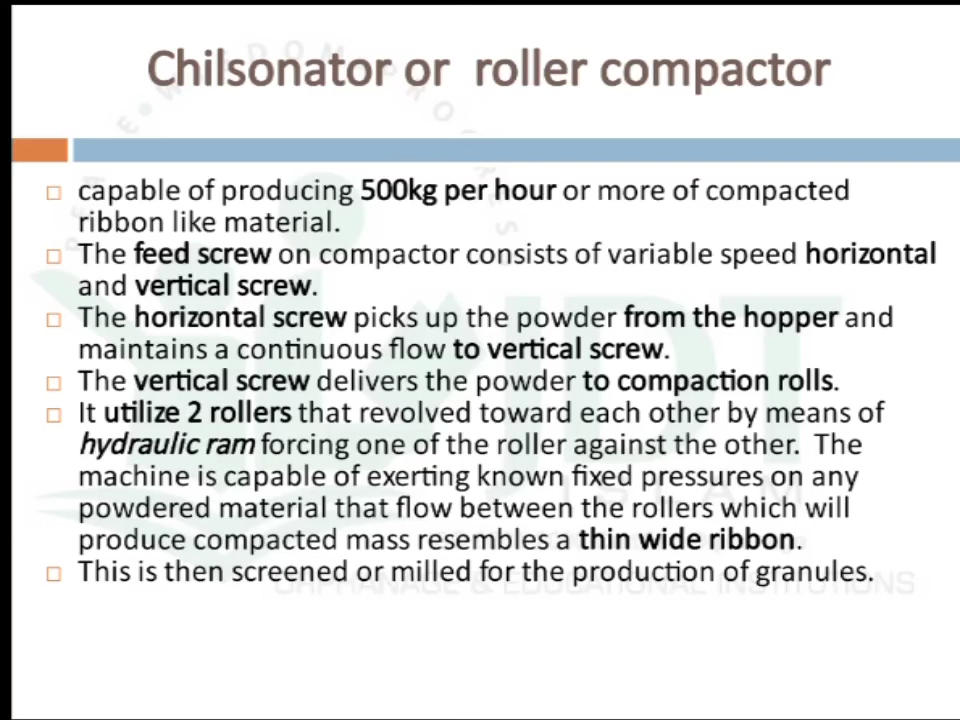 Chilsonator or roller compactor
capable of producing 500kg per hour or more of compacted
ribbon like material.
The feed screw on compactor consists of variable speed horizontal
and vertical screw.
The horizontal screw picks up the powder from the hopper and
maintains a continuous flow to vertical screw.
The vertical screw delivers the powder to compaction rolls.
It utilize 2 rollers that revolved toward each other by means of
hydraulic ram forcing one of the roller against the other. The
machine is capable of exerting known fixed pressures on any
powdered material that flow between the rollers which will
produce compacted mass resembles a thin wide ribbon.
This is then screened or milled for the production of granules.
JDT
ISLAM
ORPHANAGE & EDUCATIONAL INSTITUTIONS